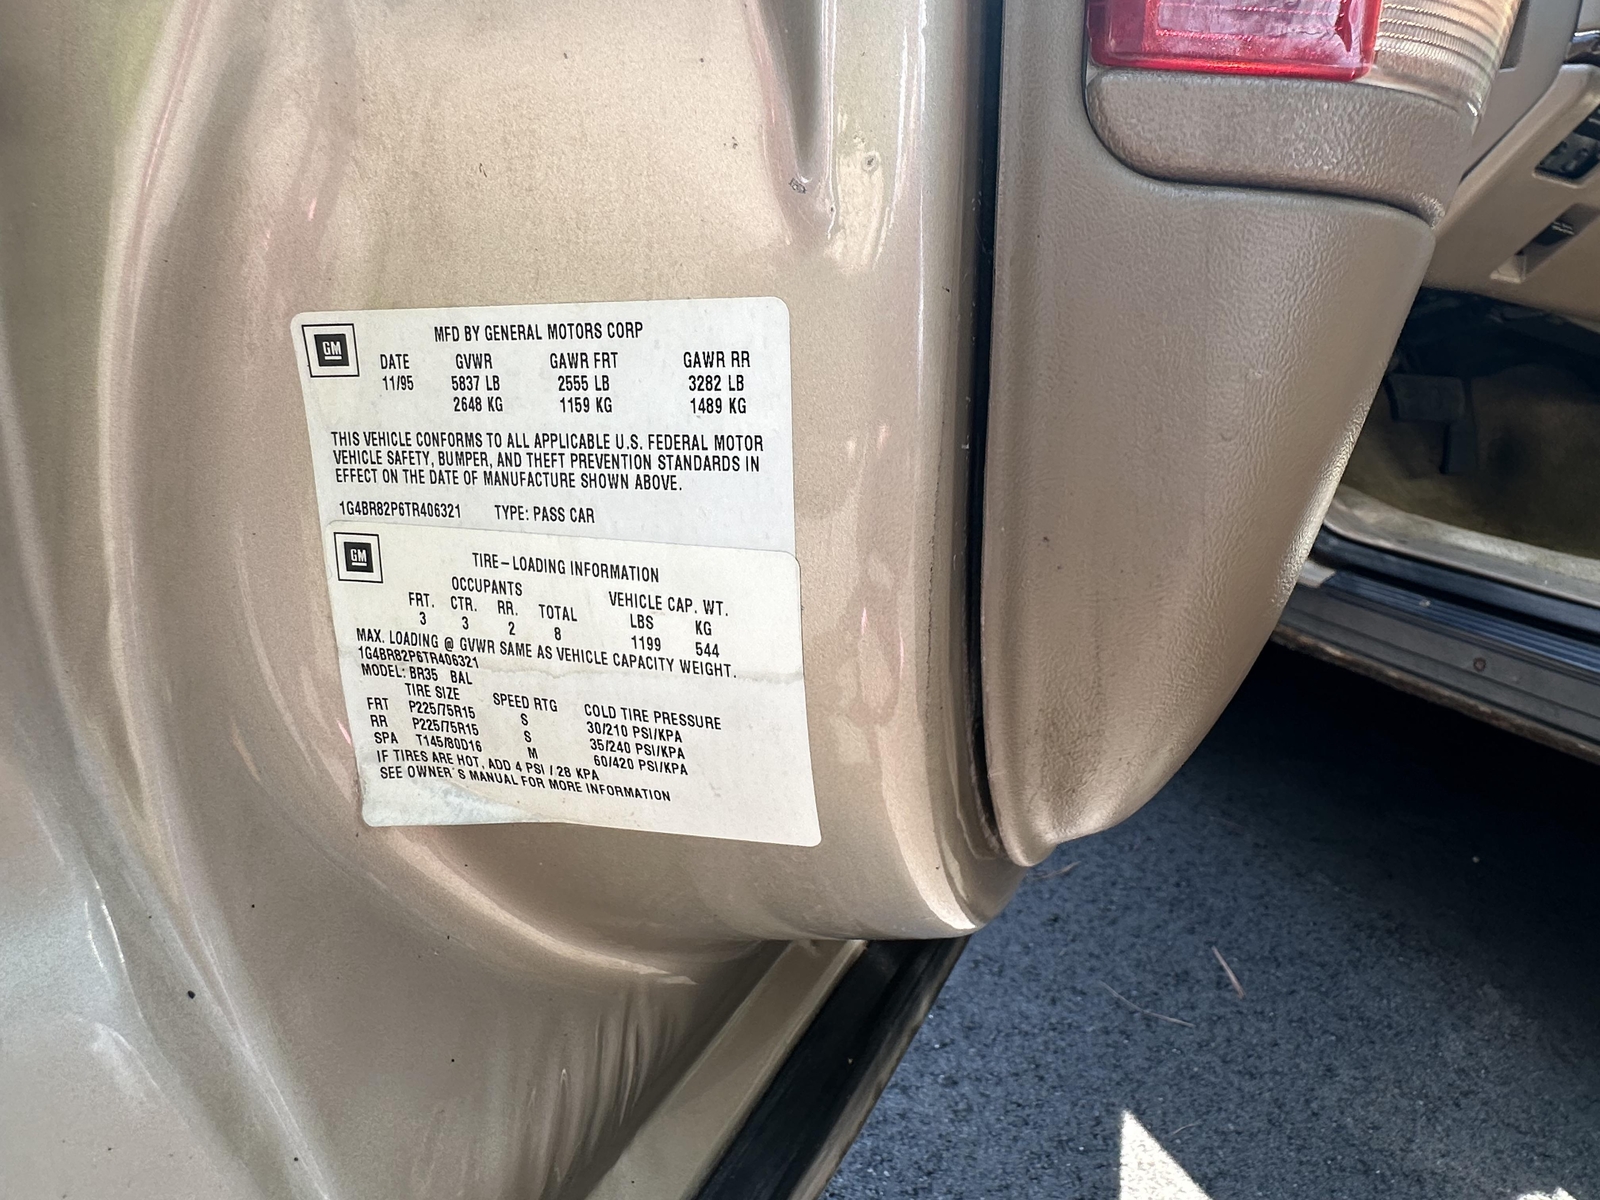 GM
MFD BY GENERAL MOTORS CORP
DATE GVWR GAWR FRT GAWR RR
11/95 5837 LB 2555 LB 3282 LB
2648 KG 1159 KG 1489 KG
THIS VEHICLE CONFORMS TO ALL APPLICABLE U.S. FEDERAL MOTOR
VEHICLE SAFETY, BUMPER, AND THEFT PREVENTION STANDARDS IN
EFFECT ON THE DATE OF MANUFACTURE SHOWN ABOVE.
1G4BR82P6TR406321 TYPE: PASS CAR
GM
TIRE–LOADING INFORMATION
OCCUPANTS VEHICLE CAP. WT.
FRT. CTR. RR. TOTAL LBS KG
3 3 2 8 1199 544
MAX. LOADING @ GVWR SAME AS VEHICLE CAPACITY WEIGHT.
1G4BR82P6TR406321
MODEL: BR35 BAL
TIRE SIZE SPEED RTG COLD TIRE PRESSURE
FRT P225/75R15 S 30/210 PSI/KPA
RR P225/75R15 S 35/240 PSI/KPA
SPA T145/80D16 M 60/420 PSI/KPA
IF TIRES ARE HOT, ADD 4 PSI / 28 KPA
SEE OWNER'S MANUAL FOR MORE INFORMATION